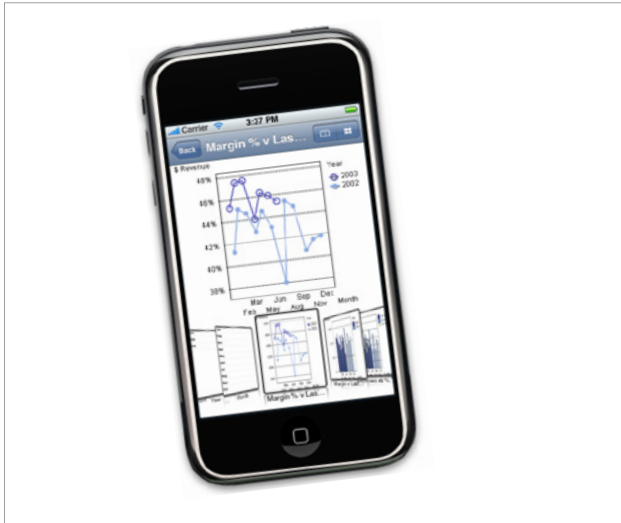 Carrier 3:37 PM
Back Margin % v Las...
$ Revenue
Year
2003
2002
48%
46%
44%
42%
40%
38%
Mar Jun Sep Dec
Feb May Aug Nov Month
Margin % v Las...